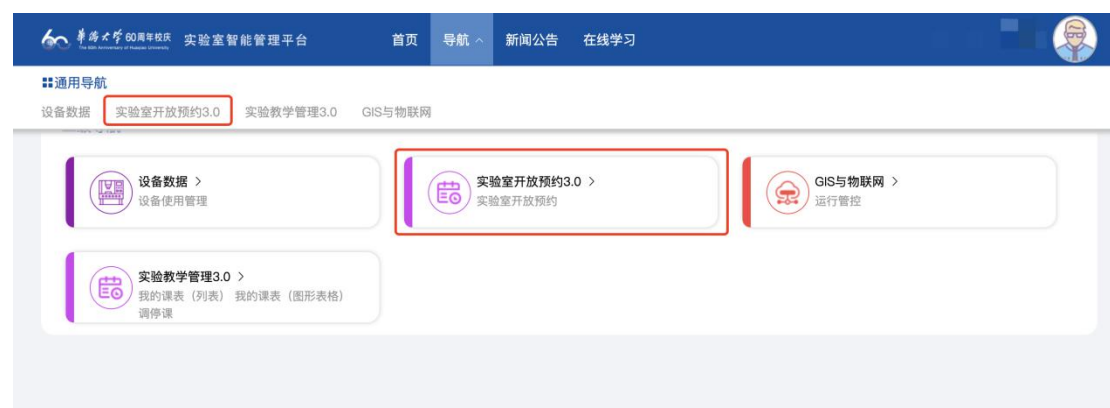 华侨大学 60周年校庆 实验室智能管理平台 首页 导航 新闻公告 在线学习
The 60th Anniversary of Huaqiao University
通用导航
设备数据 实验室开放预约3.0 实验教学管理3.0 GIS与物联网
设备数据 >
设备使用管理
实验室开放预约3.0 >
实验室开放预约
GIS与物联网 >
运行管控
实验教学管理3.0 >
我的课表（列表） 我的课表（图形表格）
调停课